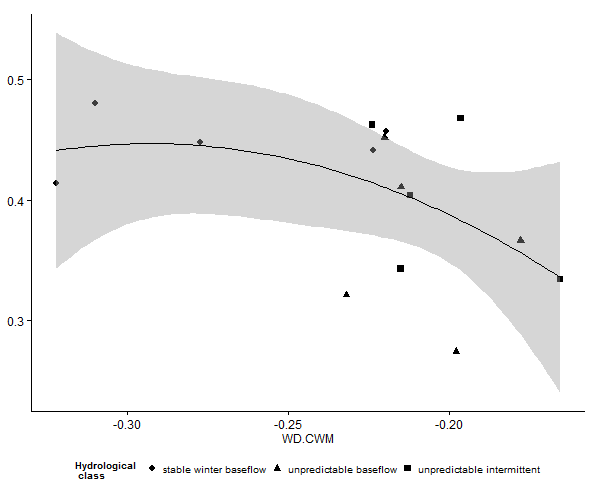 0.5
0.4
0.3
-0.30 -0.25 -0.20
WD.CWM
Hydrological class stable winter baseflow unpredictable baseflow unpredictable intermittent